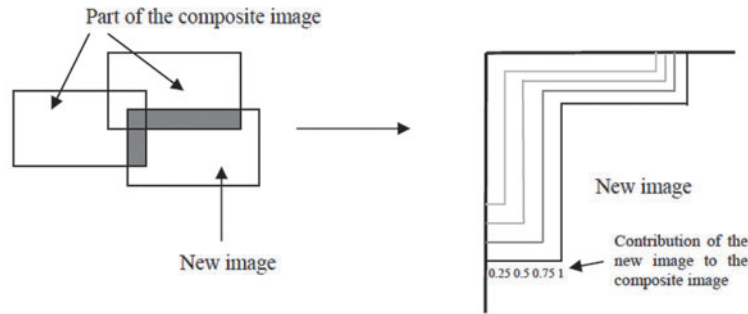 Part of the composite image
New image
New image
Contribution of the
new image to the
composite image
0.25 0.5 0.75 1